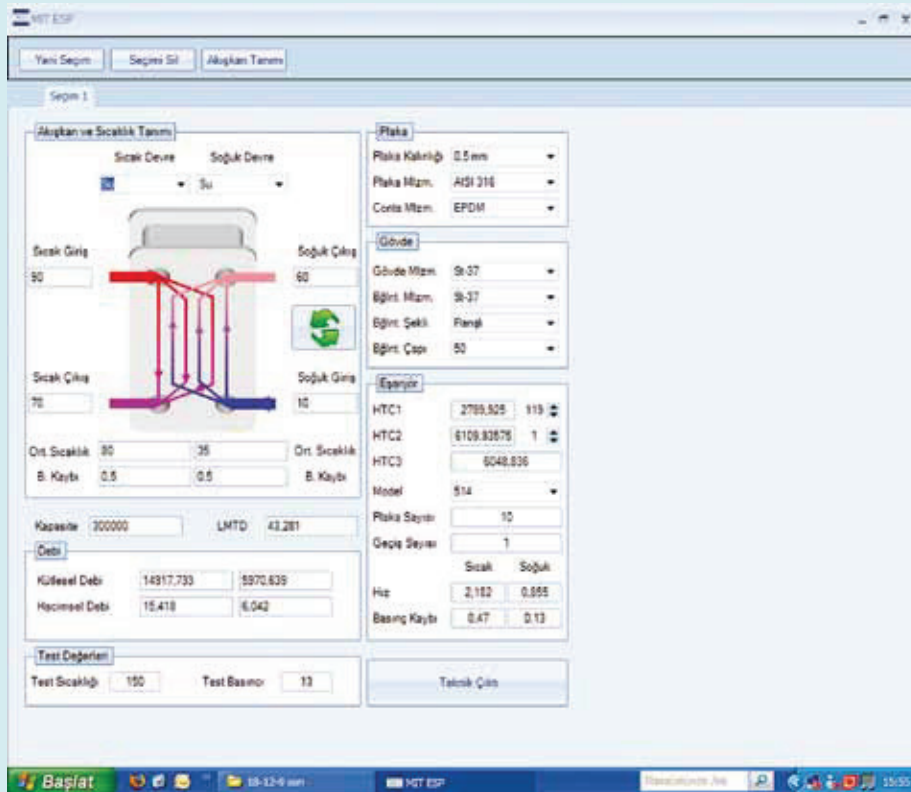 MIT ESP
Yeni Seçim Seçimi Sil Akışkan Tanımı
Seçim 1
Akışkan ve Sıcaklık Tanımı
Sıcak Devre Soğuk Devre
Su Su
Sıcak Giriş Soğuk Çıkış
90 60
Sıcak Çıkış Soğuk Giriş
70 10
Ort. Sıcaklık 80 35 Ort. Sıcaklık
B. Kaybı 0.5 0.5 B. Kaybı
Kapasite 300000 LMTD 43,281
Debi
Kütlesel Debi 14917,733 5970,639
Hacimsel Debi 15,418 6,042
Test Değerleri
Test Sıcaklığı 150 Test Basıncı 13
Plaka
Plaka Kalınlığı 0.5 mm
Plaka Mlzm. AISI 316
Conta Mlzm. EPDM
Gövde
Gövde Mlzm. St-37
Bğlnt. Mlzm. St-37
Bğlnt. Şekli Flanşlı
Bğlnt. Çapı 50
Eşanjör
HTC1 2789,925 119
HTC2 6109,93575 1
HTC3 6048,836
Model 514
Plaka Sayısı 10
Geçiş Sayısı 1
Sıcak Soğuk
Hız 2,182 0,855
Basınç Kaybı 0,47 0,13
Teknik Çıktı
Başlat MIT ESP 15:55